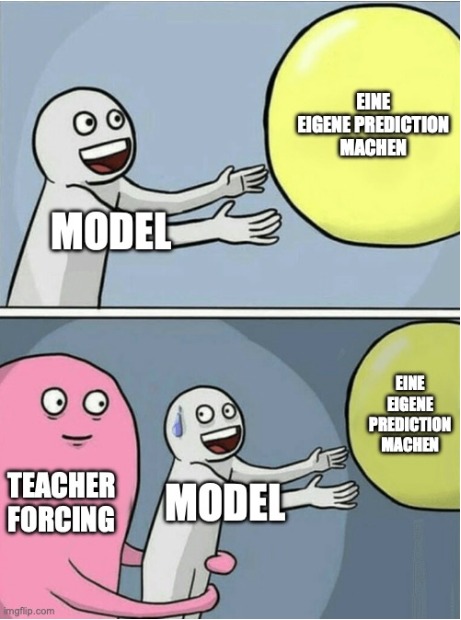 EINE
EIGENE PREDICTION
MACHEN
MODEL
EINE
EIGENE
PREDICTION
MACHEN
TEACHER
FORCING
MODEL
imgflip.com